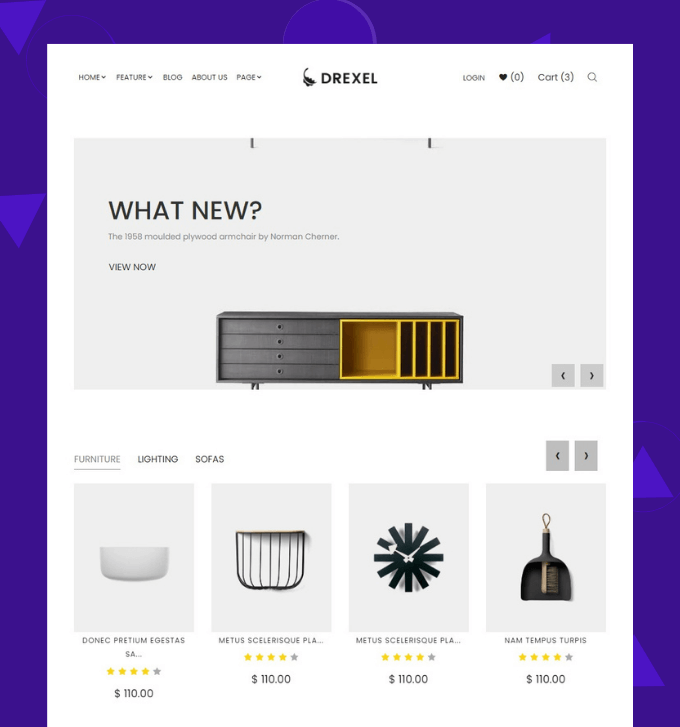 HOME FEATURE BLOG ABOUT US PAGE DREXEL LOGIN (0) Cart (3)
WHAT NEW?
The 1958 moulded plywood armchair by Norman Cherner.
VIEW NOW
FURNITURE LIGHTING SOFAS
DONEC PRETIUM EGESTAS SA...
$ 110.00
METUS SCELERISQUE PLA...
$ 110.00
METUS SCELERISQUE PLA...
$ 110.00
NAM TEMPUS TURPIS
$ 110.00